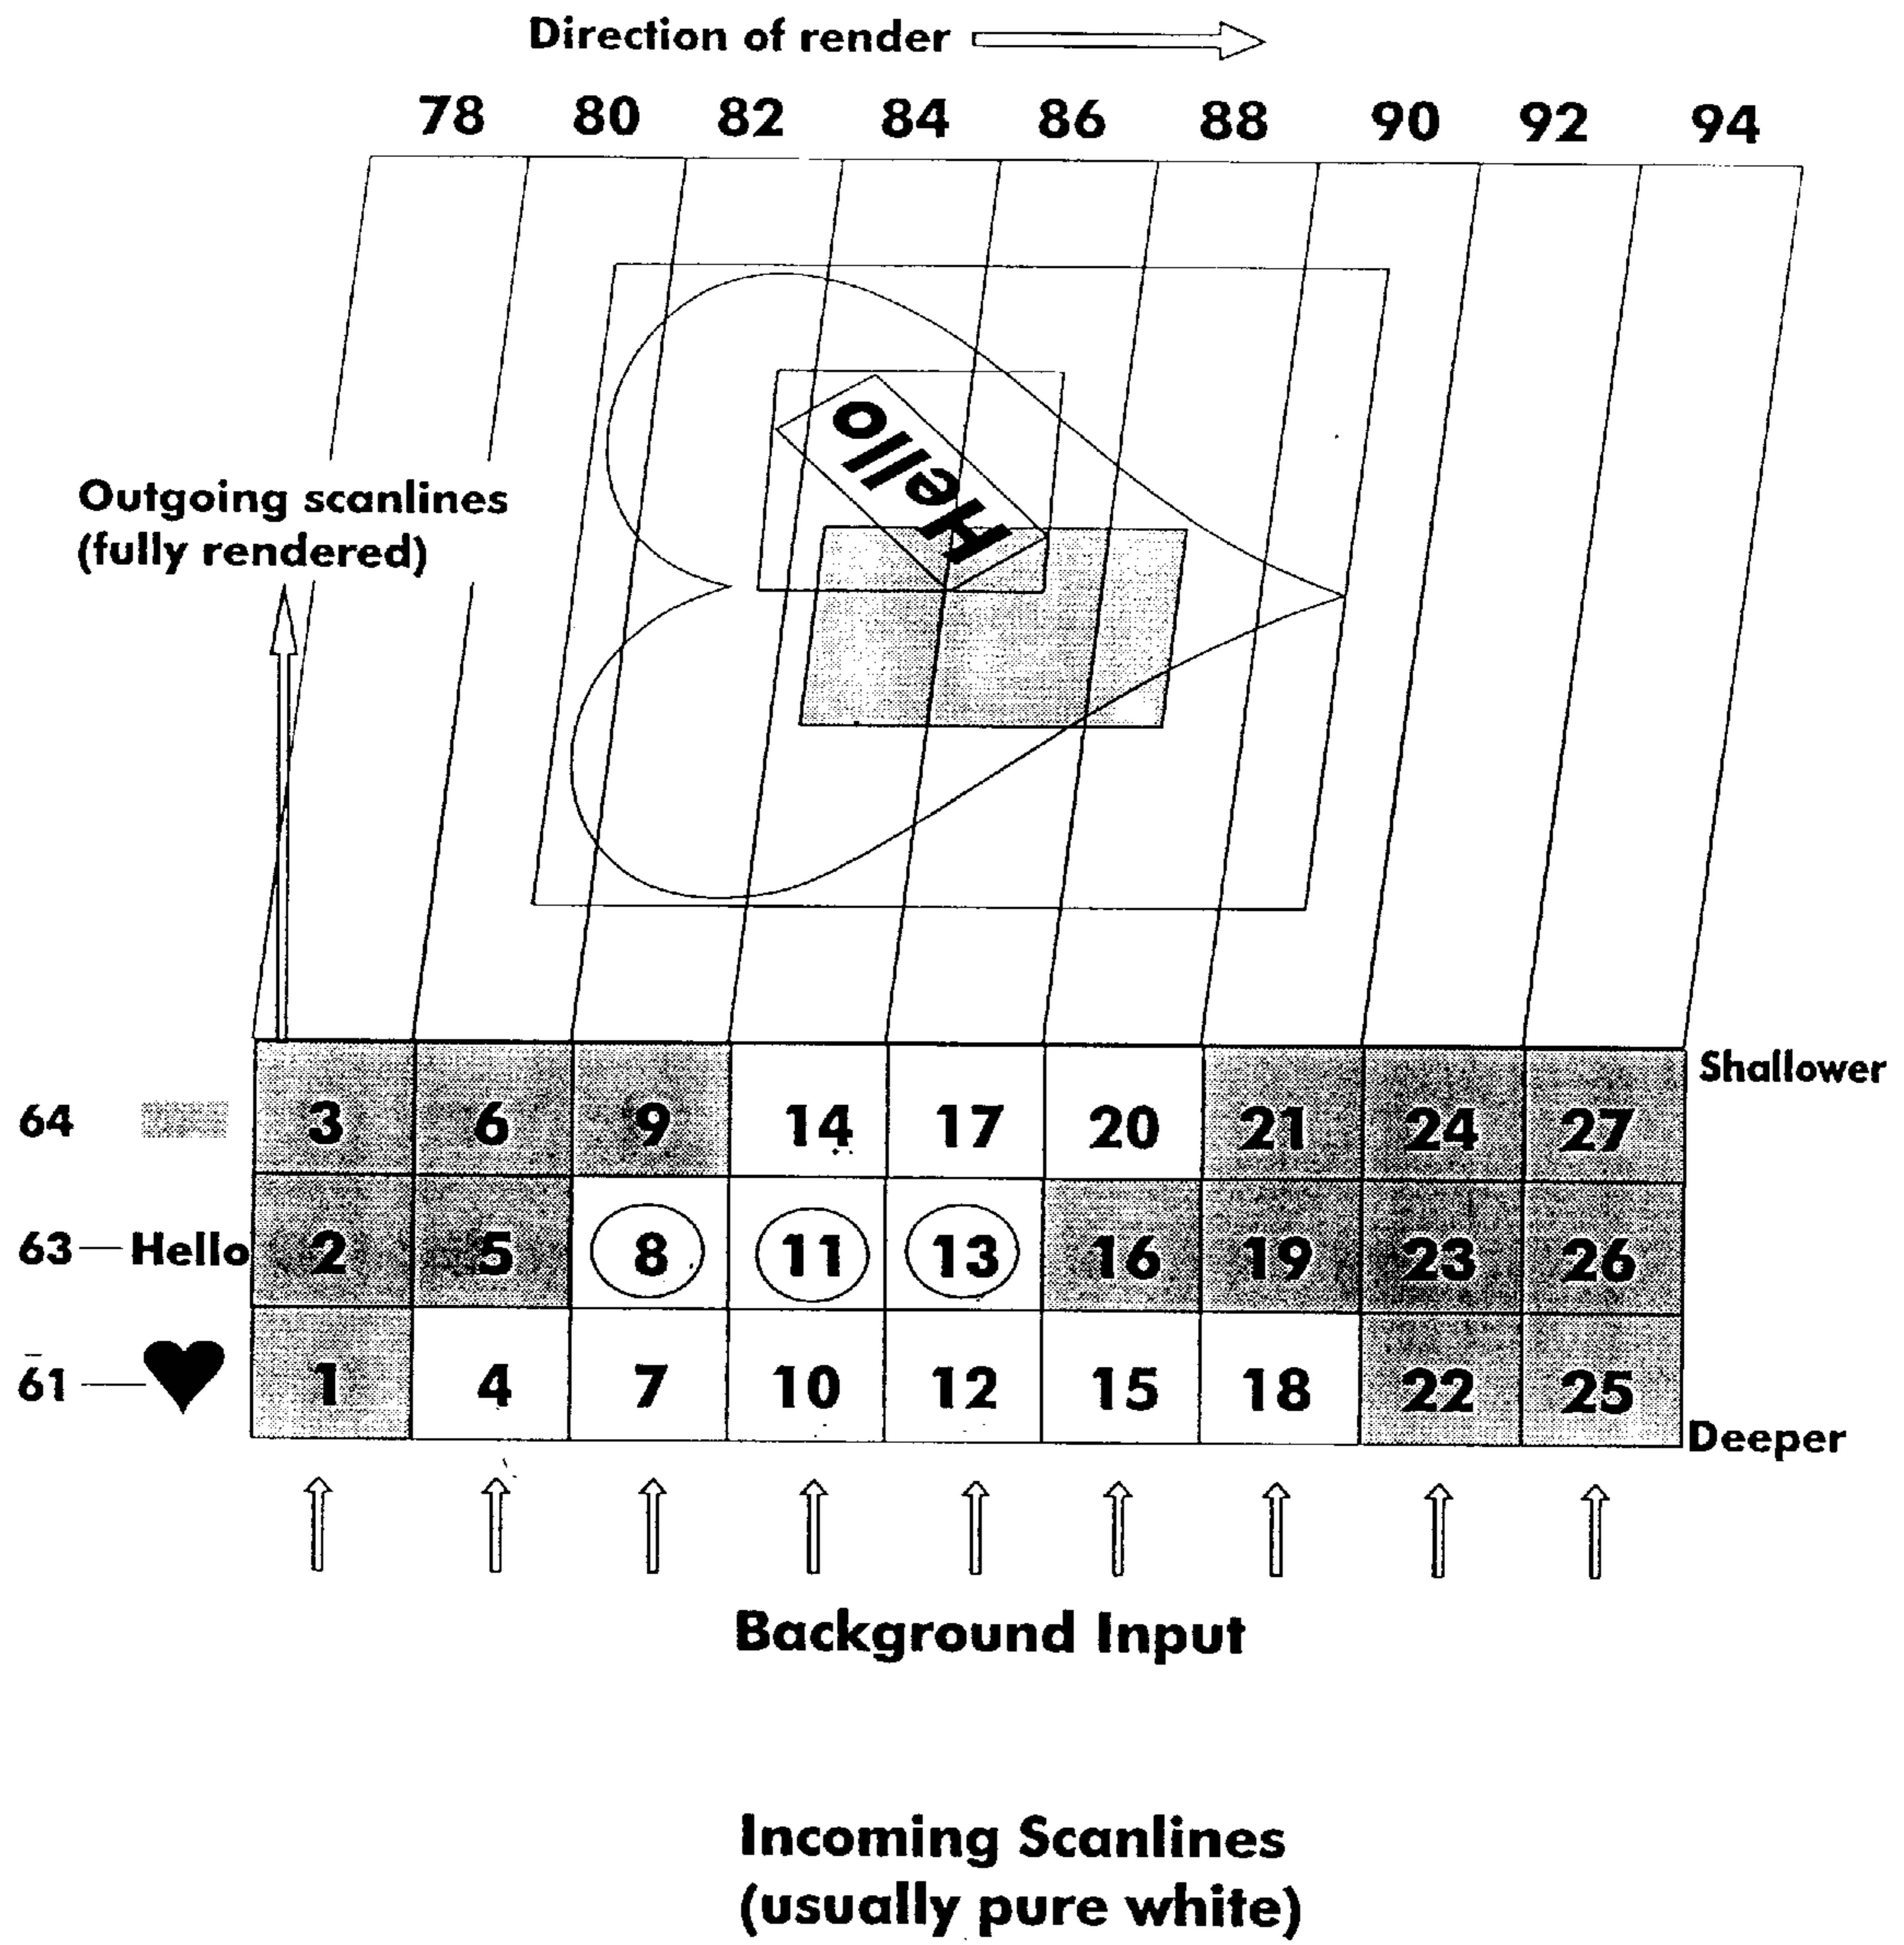 Direction of render
78 80 82 84 86 88 90 92 94
Hello
Outgoing scanlines
(fully rendered)
Shallower
64 3 6 9 14 17 20 21 24 27
63 Hello 2 5 8 11 13 16 19 23 26
61 1 4 7 10 12 15 18 22 25
Deeper
Background Input
Incoming Scanlines
(usually pure white)